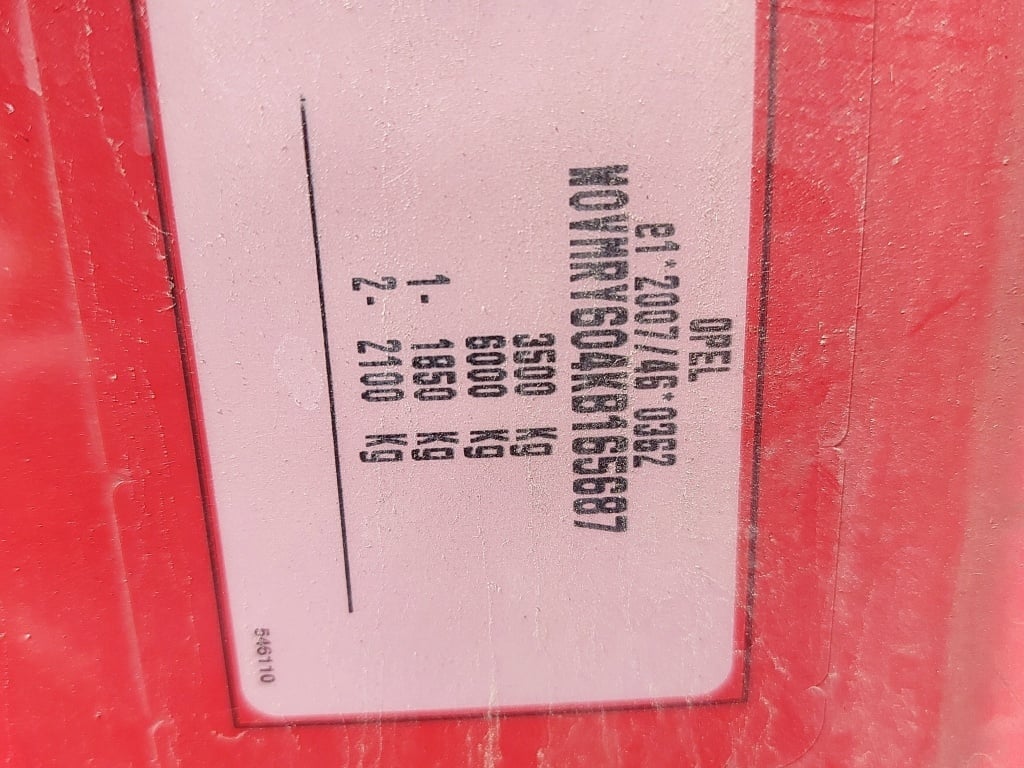 OPEL
e1*2007/46*0362
W0VMRY604KB165687
3500 Kg
6000 Kg
1- 1850 Kg
2- 2100 Kg
546110